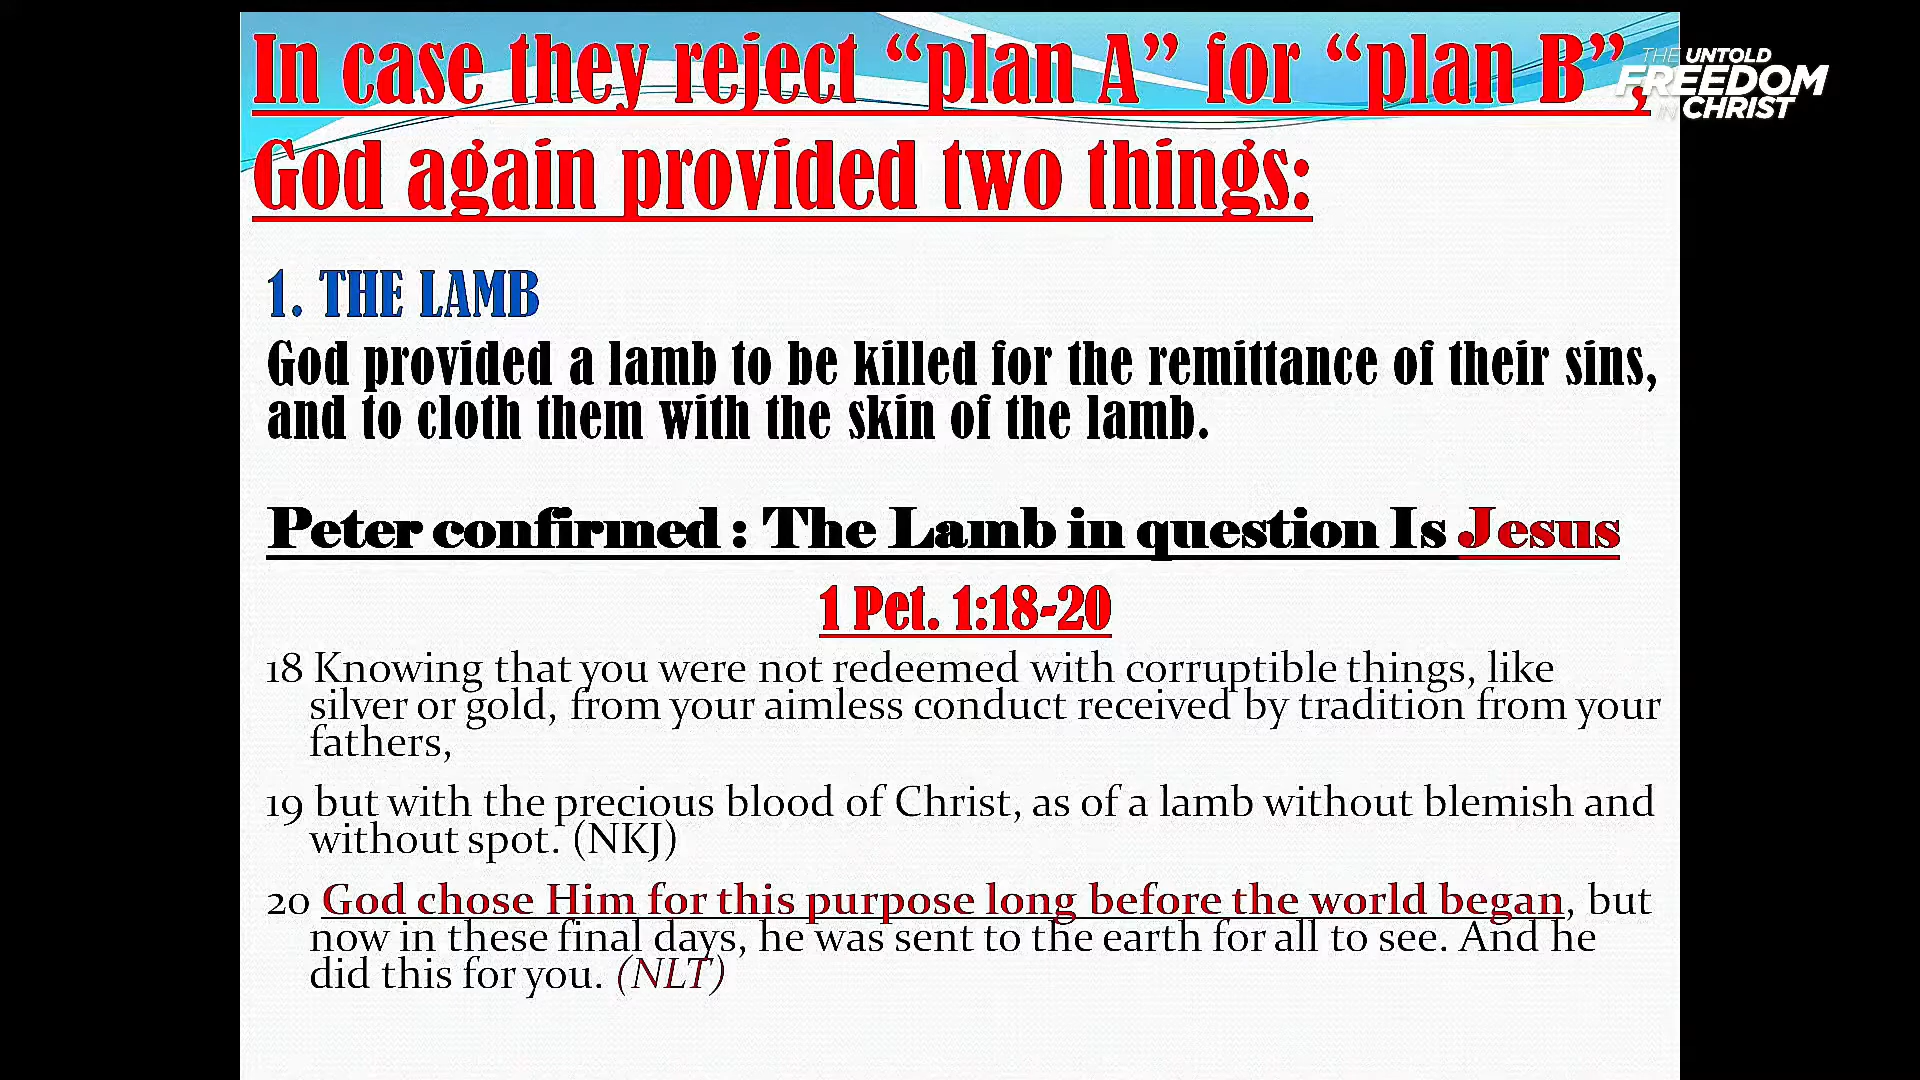 In case they reject “plan A” for “plan B”,
God again provided two things:
THE UNTOLD
FREEDOM
IN CHRIST
1. THE LAMB
God provided a lamb to be killed for the remittance of their sins,
and to cloth them with the skin of the lamb.
Peter confirmed : The Lamb in question Is Jesus
1 Pet. 1:18-20
18 Knowing that you were not redeemed with corruptible things, like
silver or gold, from your aimless conduct received by tradition from your
fathers,
19 but with the precious blood of Christ, as of a lamb without blemish and
without spot. (NKJ)
20 God chose Him for this purpose long before the world began, but
now in these final days, he was sent to the earth for all to see. And he
did this for you. (NLT)